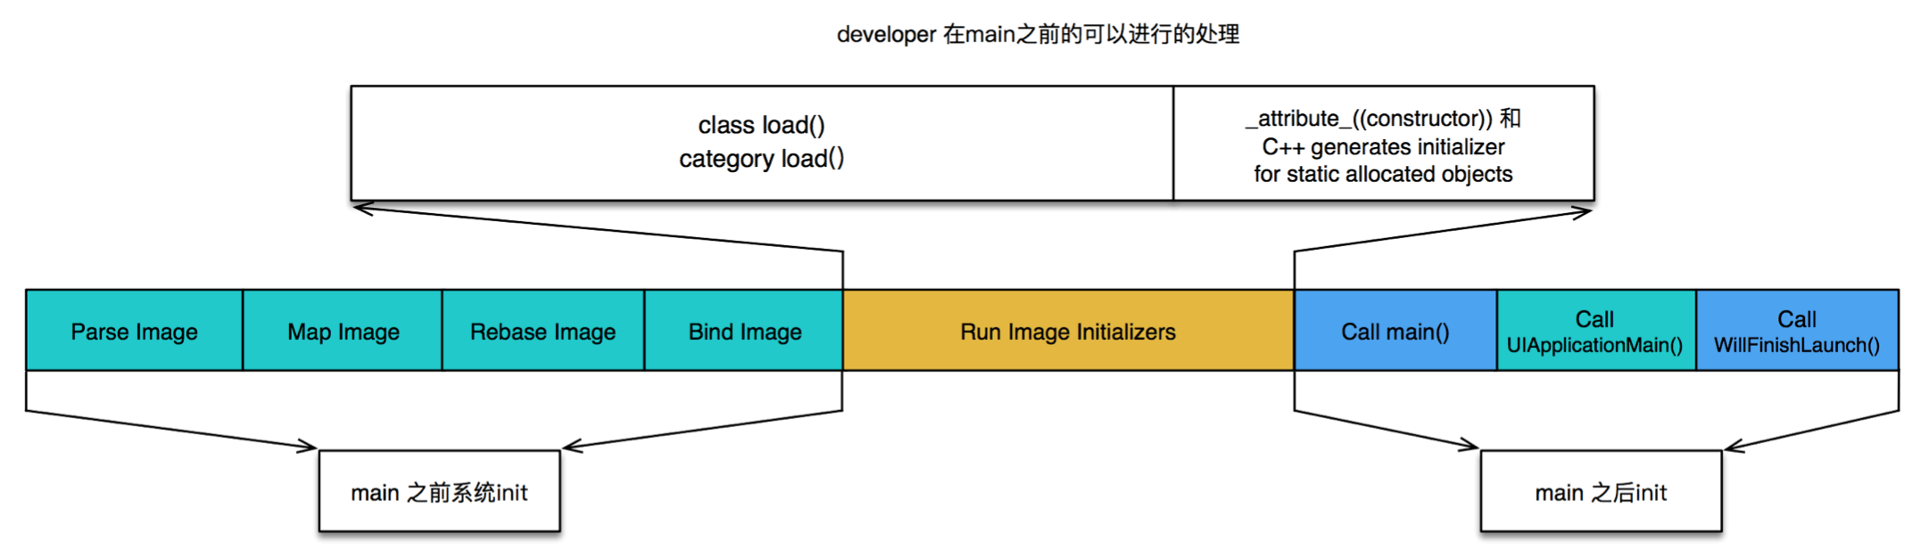 developer 在main之前的可以进行的处理
class load()
category load()
_attribute_((constructor)) 和
C++ generates initializer
for static allocated objects
Parse Image
Map Image
Rebase Image
Bind Image
Run Image Initializers
Call main()
Call
UIApplicationMain()
Call
WillFinishLaunch()
main 之前系统init
main 之后init